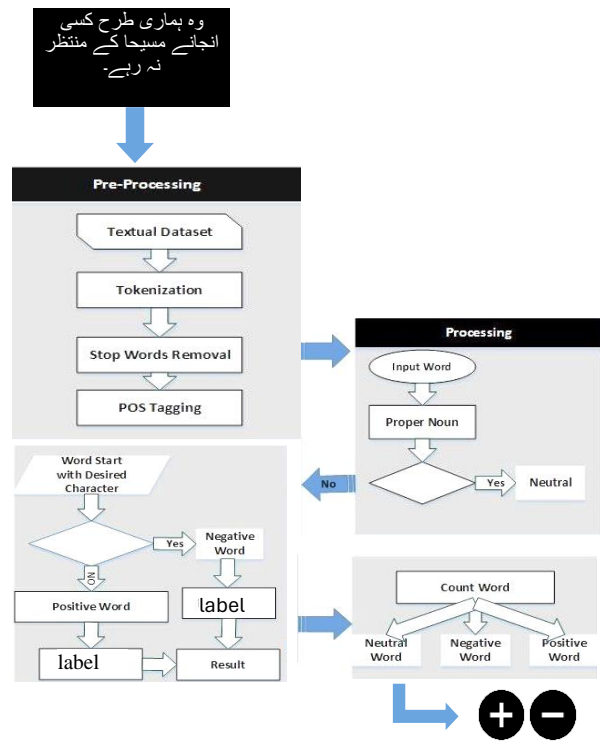 وہ ہماری طرح کسی
انجانے مسیحا کے منتظر
نہ رہے۔
Pre-Processing
Textual Dataset
Tokenization
Stop Words Removal
POS Tagging
Processing
Input Word
Proper Noun
Yes
Neutral
No
Word Start
with Desired
Character
Yes
Negative
Word
NO
Positive Word
label
label
Result
Count Word
Neutral
Word
Negative
Word
Positive
Word